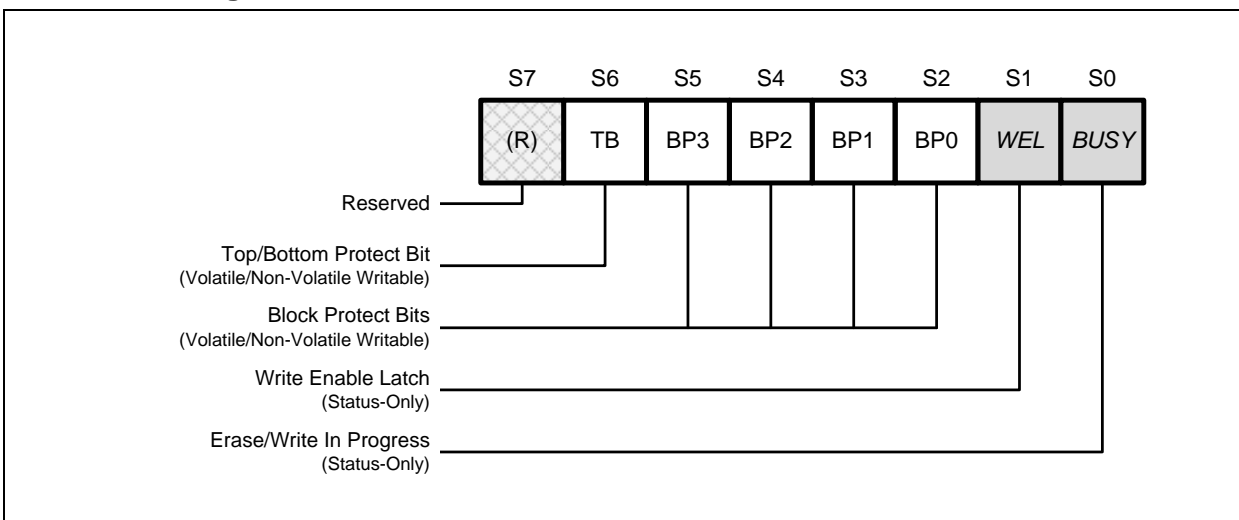 S7 S6 S5 S4 S3 S2 S1 S0
(R) TB BP3 BP2 BP1 BP0 WEL BUSY
Reserved
Top/Bottom Protect Bit
(Volatile/Non-Volatile Writable)
Block Protect Bits
(Volatile/Non-Volatile Writable)
Write Enable Latch
(Status-Only)
Erase/Write In Progress
(Status-Only)